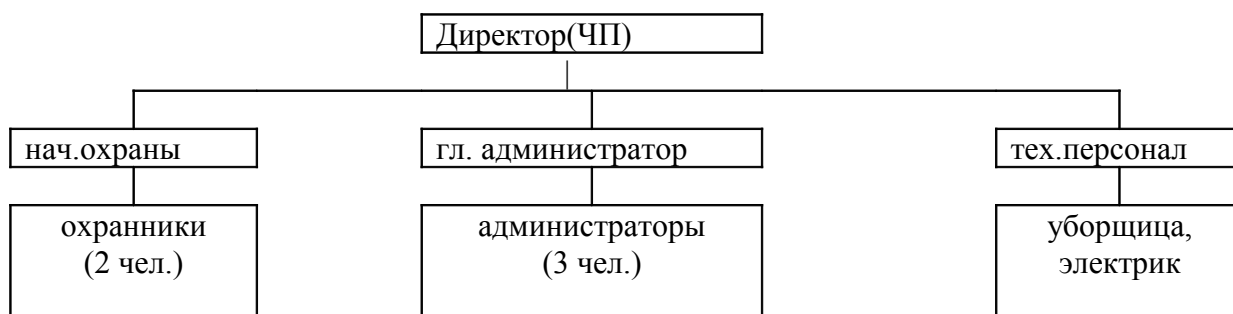 Директор(ЧП)
нач.охраны
гл. администратор
тех.персонал
охранники
(2 чел.)
администраторы
(3 чел.)
уборщица,
электрик